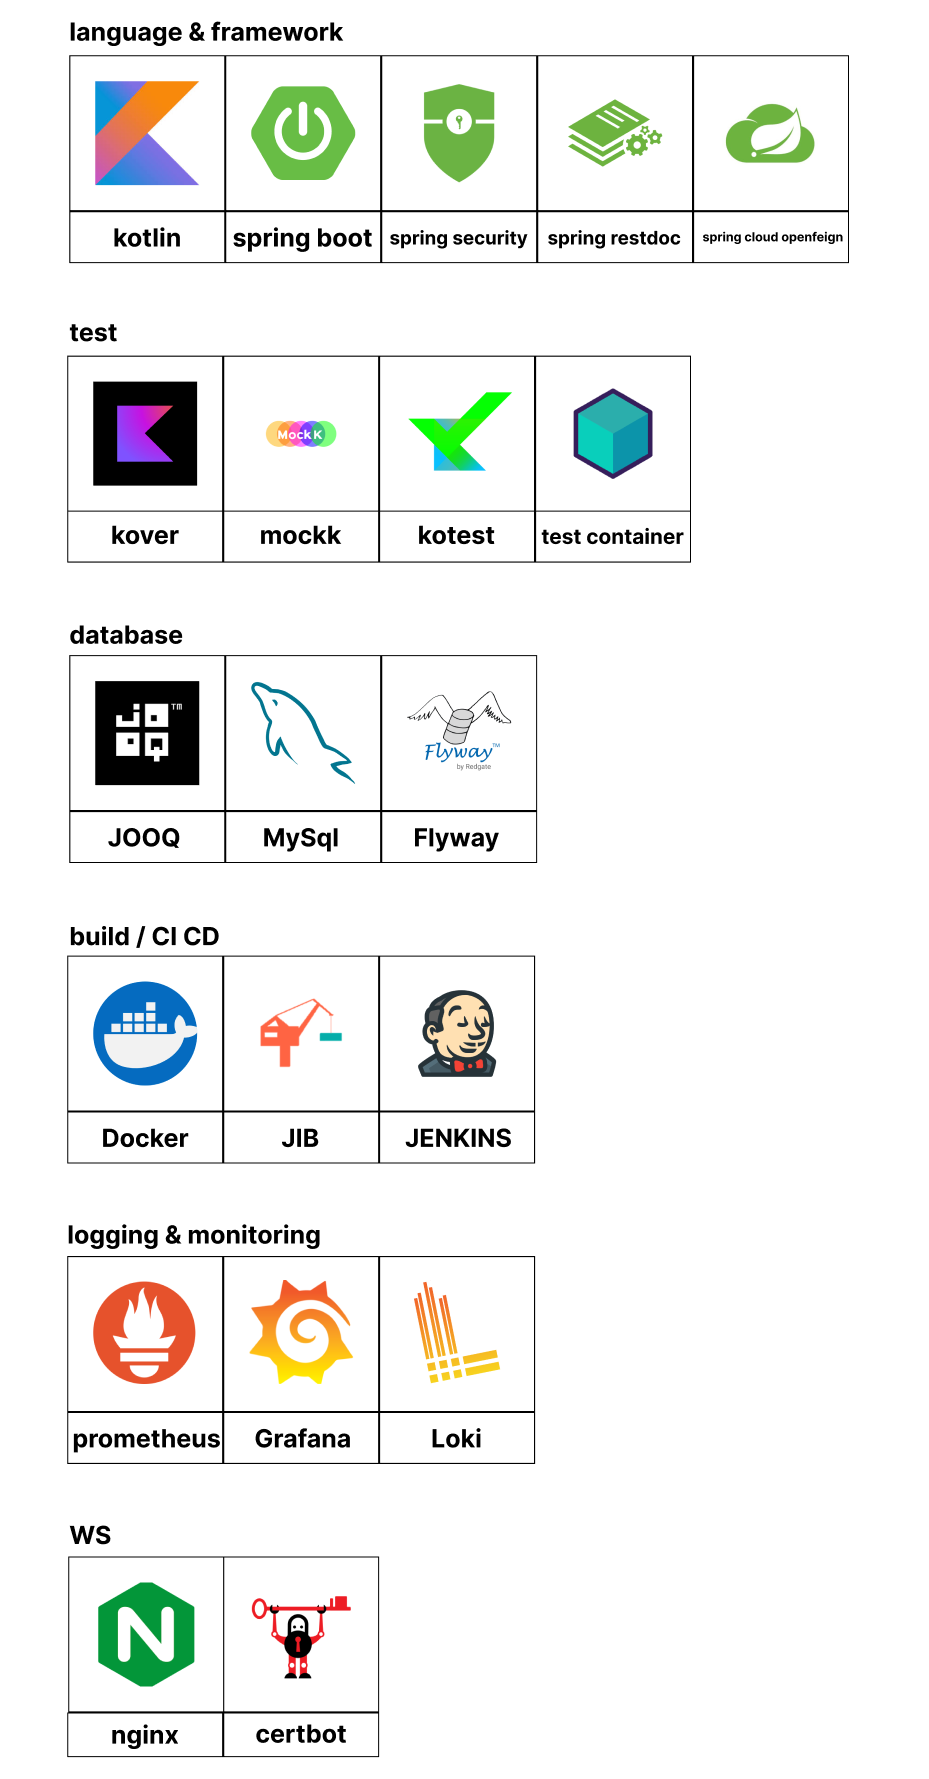 language & framework
kotlin
spring boot
spring security
spring restdoc
spring cloud openfeign
test
MockK
kover
mockk
kotest
test container
database
JOOQ™
Flyway™
by Redgate
JOOQ
MySql
Flyway
build / CI CD
Docker
JIB
JENKINS
logging & monitoring
prometheus
Grafana
Loki
WS
N
nginx
certbot